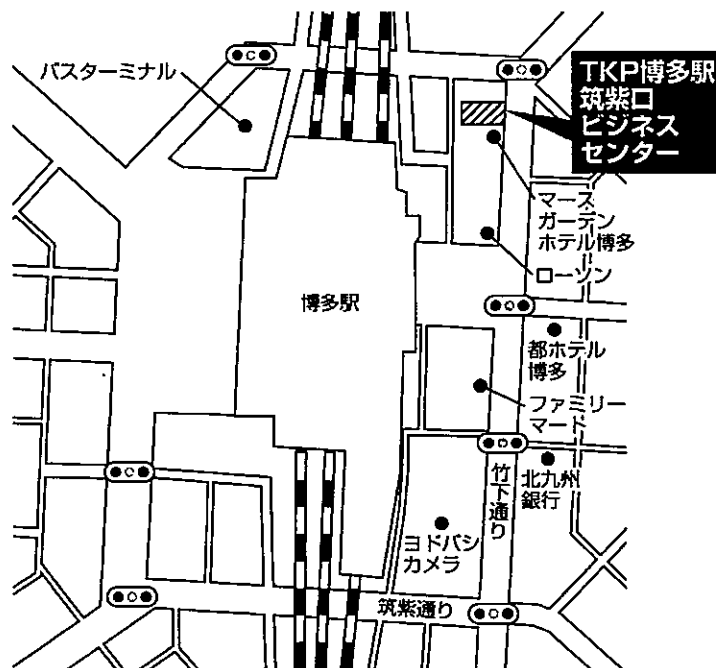 バスターミナル
TKP博多駅
筑紫口
ビジネス
センター
マース
ガーデン
ホテル博多
ローソン
博多駅
都ホテル
博多
ファミリー
マート
竹下通り
北九州
銀行
ヨドバシ
カメラ
筑紫通り